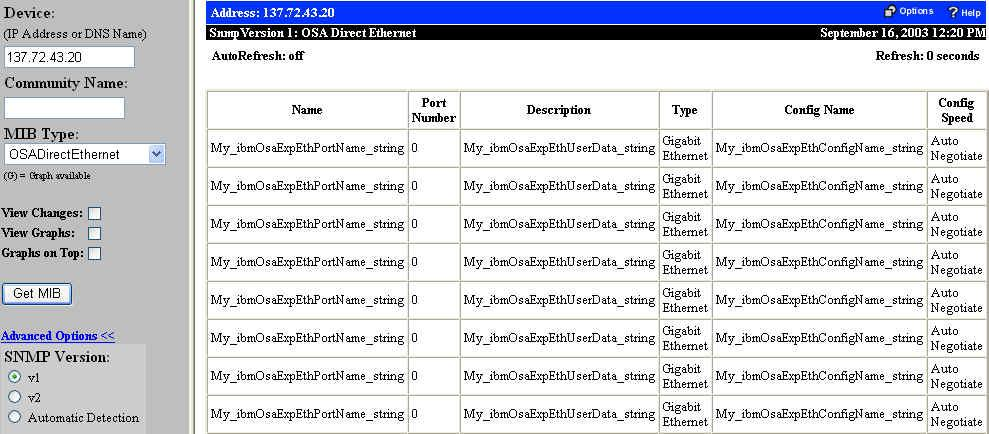 Device:
(IP Address or DNS Name)
137.72.43.20
Community Name:
MIB Type:
OSADirectEthernet
(G) = Graph available
View Changes:
View Graphs:
Graphs on Top:
Get MIB
Advanced Options <<
SNMP Version:
v1
v2
Automatic Detection
Address: 137.72.43.20 Options Help
SnmpVersion 1: OSA Direct Ethernet September 16, 2003 12:20 PM
AutoRefresh: off Refresh: 0 seconds
Name Port Number Description Type Config Name Config Speed
My_ibmOsaExpEthPortName_string 0 My_ibmOsaExpEthUserData_string Gigabit Ethernet My_ibmOsaExpEthConfigName_string Auto Negotiate
My_ibmOsaExpEthPortName_string 0 My_ibmOsaExpEthUserData_string Gigabit Ethernet My_ibmOsaExpEthConfigName_string Auto Negotiate
My_ibmOsaExpEthPortName_string 0 My_ibmOsaExpEthUserData_string Gigabit Ethernet My_ibmOsaExpEthConfigName_string Auto Negotiate
My_ibmOsaExpEthPortName_string 0 My_ibmOsaExpEthUserData_string Gigabit Ethernet My_ibmOsaExpEthConfigName_string Auto Negotiate
My_ibmOsaExpEthPortName_string 0 My_ibmOsaExpEthUserData_string Gigabit Ethernet My_ibmOsaExpEthConfigName_string Auto Negotiate
My_ibmOsaExpEthPortName_string 0 My_ibmOsaExpEthUserData_string Gigabit Ethernet My_ibmOsaExpEthConfigName_string Auto Negotiate
My_ibmOsaExpEthPortName_string 0 My_ibmOsaExpEthUserData_string Gigabit Ethernet My_ibmOsaExpEthConfigName_string Auto Negotiate
My_ibmOsaExpEthPortName_string 0 My_ibmOsaExpEthUserData_string Gigabit Ethernet My_ibmOsaExpEthConfigName_string Auto Negotiate